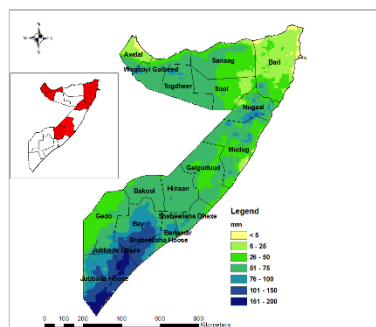 N
Awdal
Woqooyi Galbeed
Sanaag
Bari
Togdheer
Sool
Nugaal
Mudug
Galguduud
Bakool
Hiiraan
Gedo
Bay
Shabeellaha Dhexe
Banaadir
Shabeellaha Hoose
Jubbada Dhexe
Jubbada Hoose
Legend
mm
< 5
6 - 25
26 - 50
51 - 75
76 - 100
101 - 150
151 - 200
0 100 200 400 600 800
Kilometers